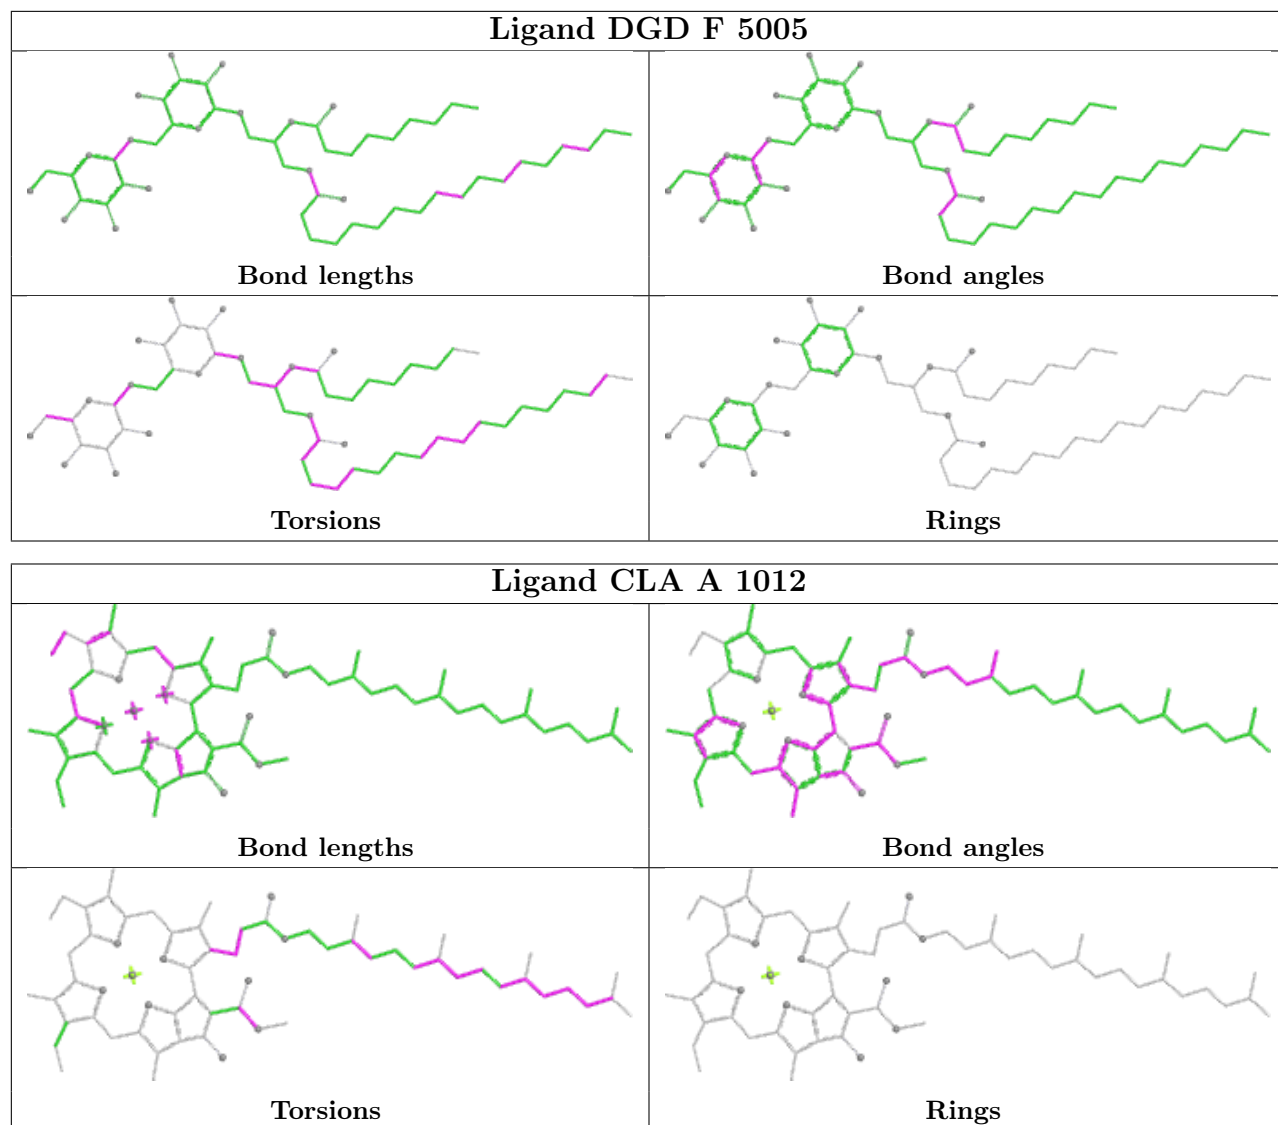 Ligand DGD F 5005
Bond lengths
Bond angles
Torsions
Rings
Ligand CLA A 1012
Bond lengths
Bond angles
Torsions
Rings